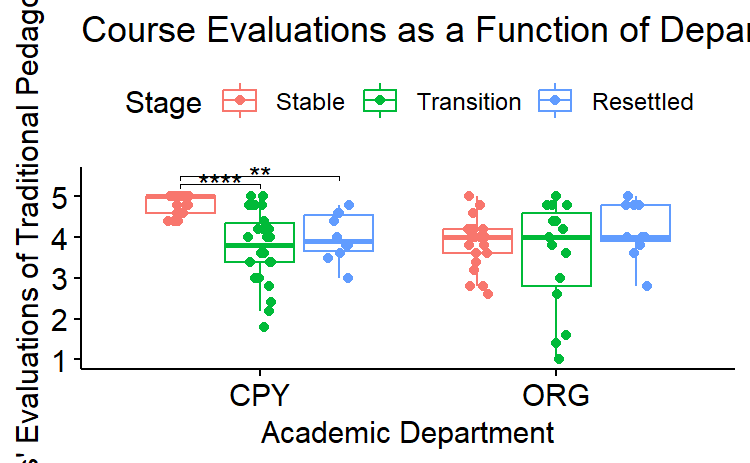 Course Evaluations as a Function of Depar
Stage Stable Transition Resettled
s' Evaluations of Traditional Pedago
**** **
5
4
3
2
1
CPY ORG
Academic Department